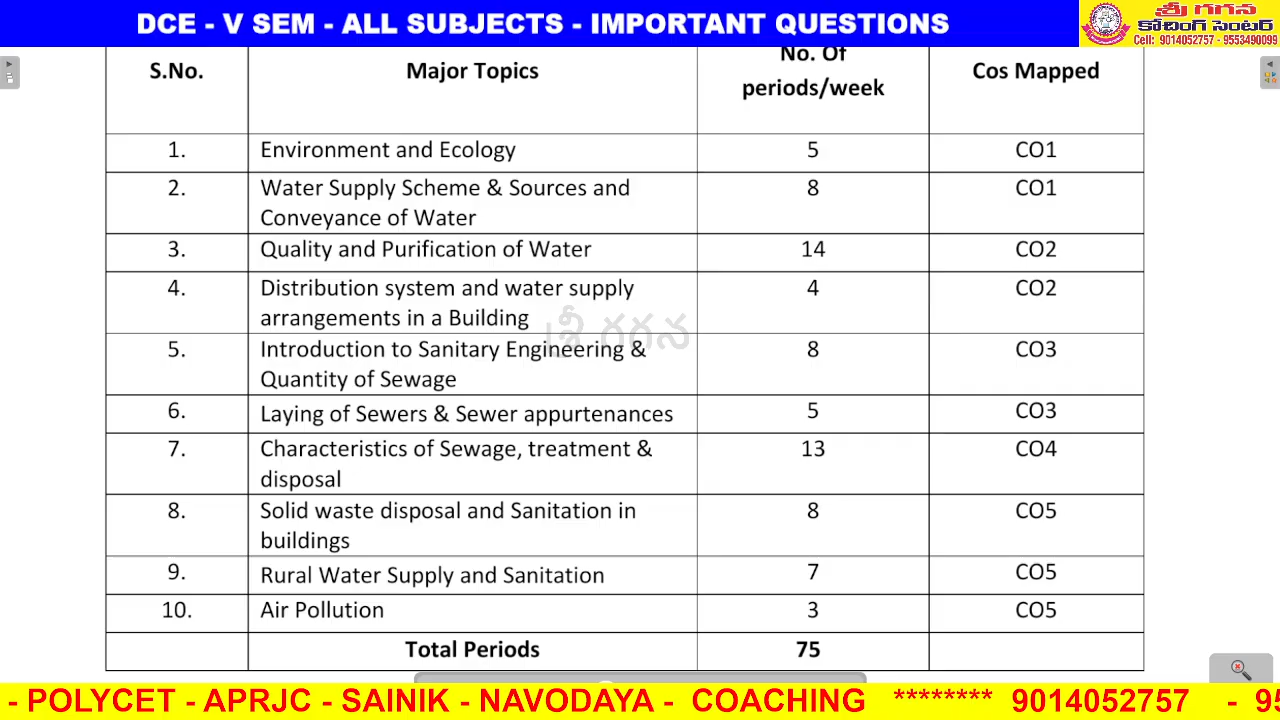 DCE - V SEM - ALL SUBJECTS - IMPORTANT QUESTIONS
శ్రీ గగన
కోచింగ్ సెంటర్
Cell: 9014052757 - 9553490099
S.No. Major Topics No. Of periods/week Cos Mapped
1. Environment and Ecology 5 CO1
2. Water Supply Scheme & Sources and 8 CO1
Conveyance of Water
3. Quality and Purification of Water 14 CO2
4. Distribution system and water supply 4 CO2
arrangements in a Building
శ్రీ గగన
5. Introduction to Sanitary Engineering & 8 CO3
Quantity of Sewage
6. Laying of Sewers & Sewer appurtenances 5 CO3
7. Characteristics of Sewage, treatment & 13 CO4
disposal
8. Solid waste disposal and Sanitation in 8 CO5
buildings
9. Rural Water Supply and Sanitation 7 CO5
10. Air Pollution 3 CO5
Total Periods 75
- POLYCET - APRJC - SAINIK - NAVODAYA - COACHING ******** 9014052757 - 95